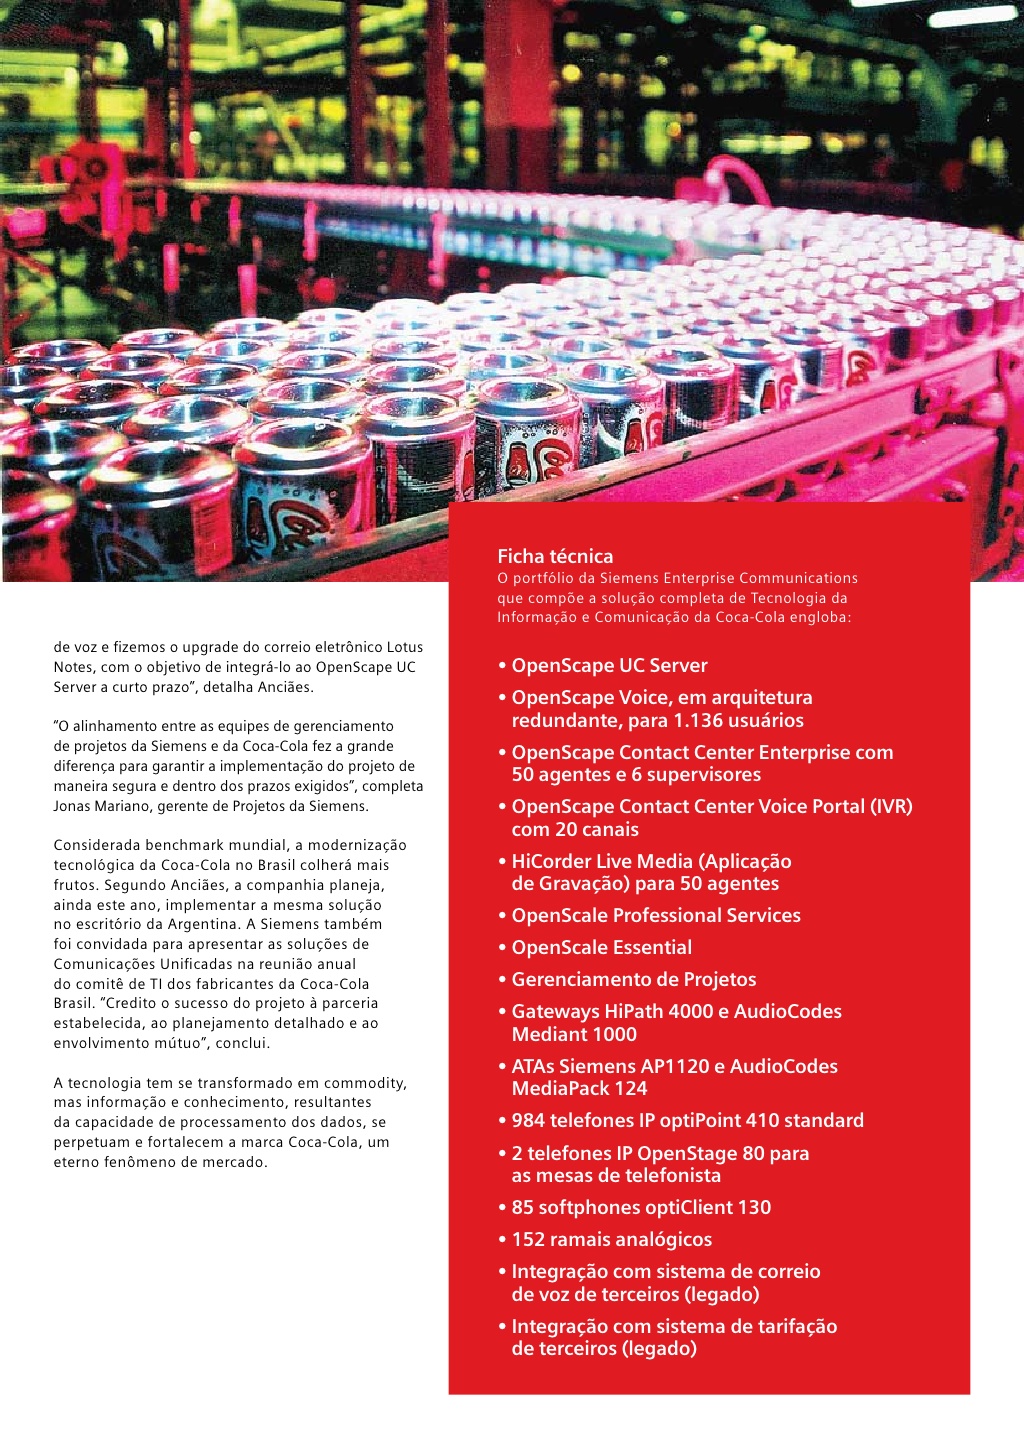 de voz e fizemos o upgrade do correio eletrônico Lotus
Notes, com o objetivo de integrá-lo ao OpenScape UC
Server a curto prazo”, detalha Anciães.
“O alinhamento entre as equipes de gerenciamento
de projetos da Siemens e da Coca-Cola fez a grande
diferença para garantir a implementação do projeto de
maneira segura e dentro dos prazos exigidos”, completa
Jonas Mariano, gerente de Projetos da Siemens.
Considerada benchmark mundial, a modernização
tecnológica da Coca-Cola no Brasil colherá mais
frutos. Segundo Anciães, a companhia planeja,
ainda este ano, implementar a mesma solução
no escritório da Argentina. A Siemens também
foi convidada para apresentar as soluções de
Comunicações Unificadas na reunião anual
do comitê de TI dos fabricantes da Coca-Cola
Brasil. “Credito o sucesso do projeto à parceria
estabelecida, ao planejamento detalhado e ao
envolvimento mútuo”, conclui.
A tecnologia tem se transformado em commodity,
mas informação e conhecimento, resultantes
da capacidade de processamento dos dados, se
perpetuam e fortalecem a marca Coca-Cola, um
eterno fenômeno de mercado.
Ficha técnica
O portfólio da Siemens Enterprise Communications
que compõe a solução completa de Tecnologia da
Informação e Comunicação da Coca-Cola engloba:
• OpenScape UC Server
• OpenScape Voice, em arquitetura
redundante, para 1.136 usuários
• OpenScape Contact Center Enterprise com
50 agentes e 6 supervisores
• OpenScape Contact Center Voice Portal (IVR)
com 20 canais
• HiCorder Live Media (Aplicação
de Gravação) para 50 agentes
• OpenScale Professional Services
• OpenScale Essential
• Gerenciamento de Projetos
• Gateways HiPath 4000 e AudioCodes
Mediant 1000
• ATAs Siemens AP1120 e AudioCodes
MediaPack 124
• 984 telefones IP optiPoint 410 standard
• 2 telefones IP OpenStage 80 para
as mesas de telefonista
• 85 softphones optiClient 130
• 152 ramais analógicos
• Integração com sistema de correio
de voz de terceiros (legado)
• Integração com sistema de tarifação
de terceiros (legado)